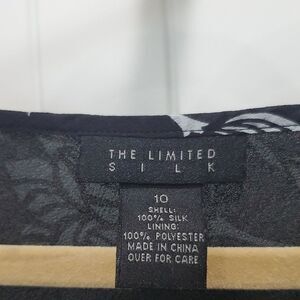 THE LIMITED
SILK
10
SHELL:
100% SILK
LINING:
100% POLYESTER
MADE IN CHINA
OVER FOR CARE